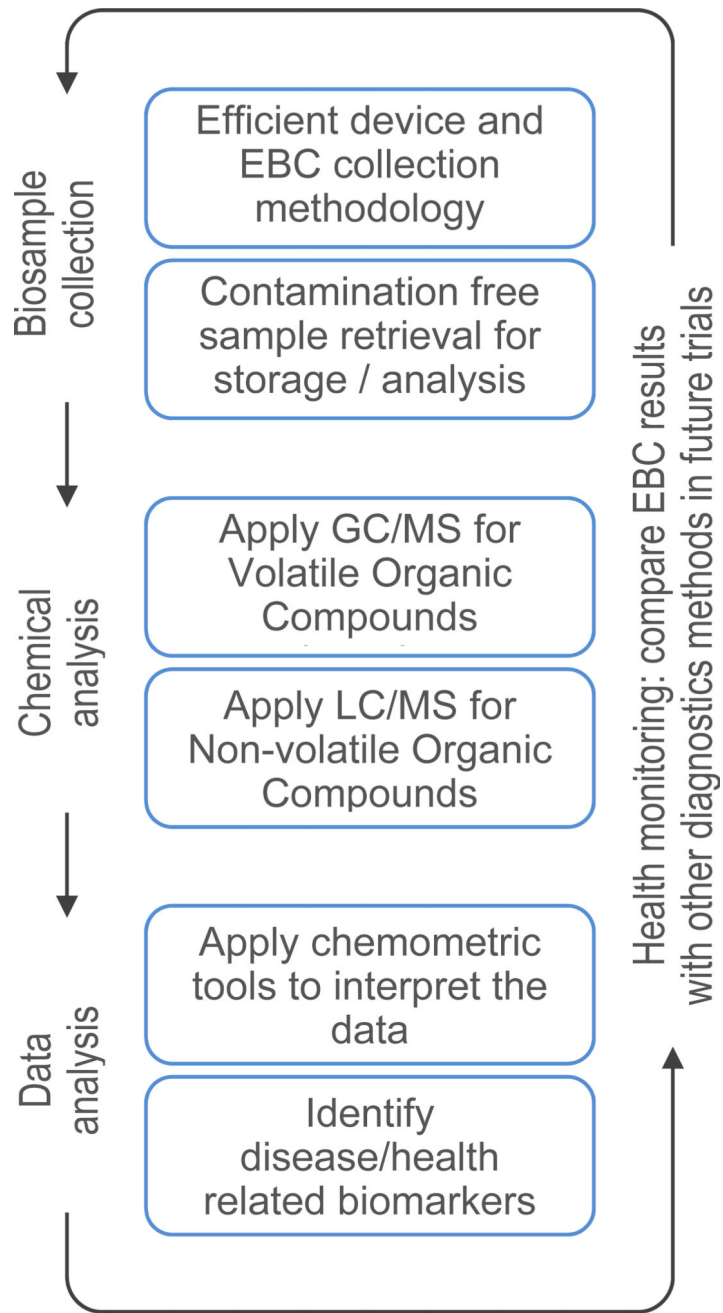 Biosample
collection
Efficient device and
EBC collection
methodology
Contamination free
sample retrieval for
storage / analysis
Chemical
analysis
Apply GC/MS for
Volatile Organic
Compounds
Apply LC/MS for
Non-volatile Organic
Compounds
Data
analysis
Apply chemometric
tools to interpret the
data
Identify
disease/health
related biomarkers
Health monitoring: compare EBC results
with other diagnostics methods in future trials